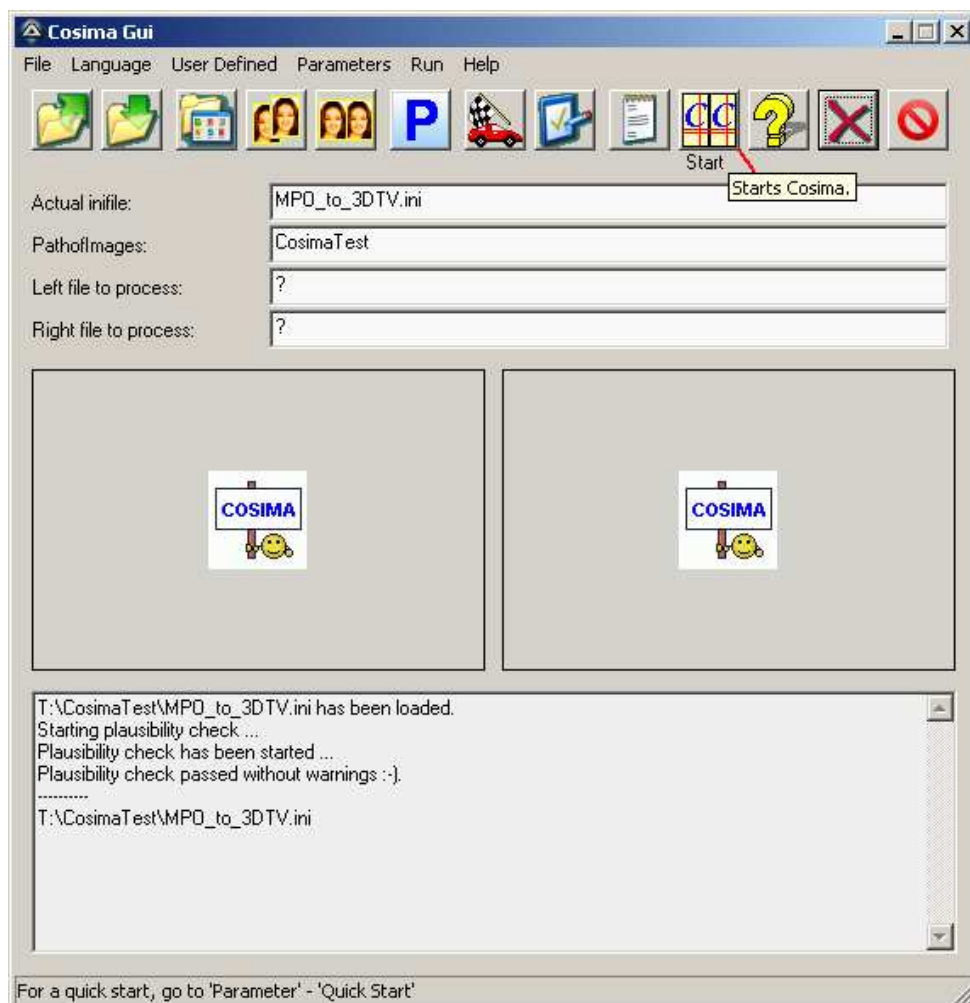 Cosima Gui
File Language User Defined Parameters Run Help
P
C C
Start
Starts Cosima.
Actual inifile:
MPO_to_3DTV.ini
PathofImages:
CosimaTest
Left file to process:
?
Right file to process:
?
COSIMA
COSIMA
T:\CosimaTest\MPO_to_3DTV.ini has been loaded.
Starting plausibility check ...
Plausibility check has been started ...
Plausibility check passed without warnings :-).
----------
T:\CosimaTest\MPO_to_3DTV.ini
For a quick start, go to 'Parameter' - 'Quick Start'